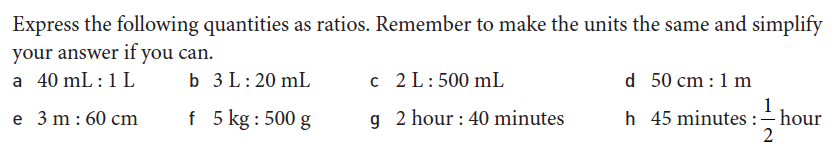 Express the following quantities as ratios. Remember to make the units the same and simplify
your answer if you can.
a 40 mL : 1 L b 3 L : 20 mL c 2 L : 500 mL d 50 cm : 1 m
e 3 m : 60 cm f 5 kg : 500 g g 2 hour : 40 minutes h 45 minutes : 1/2 hour